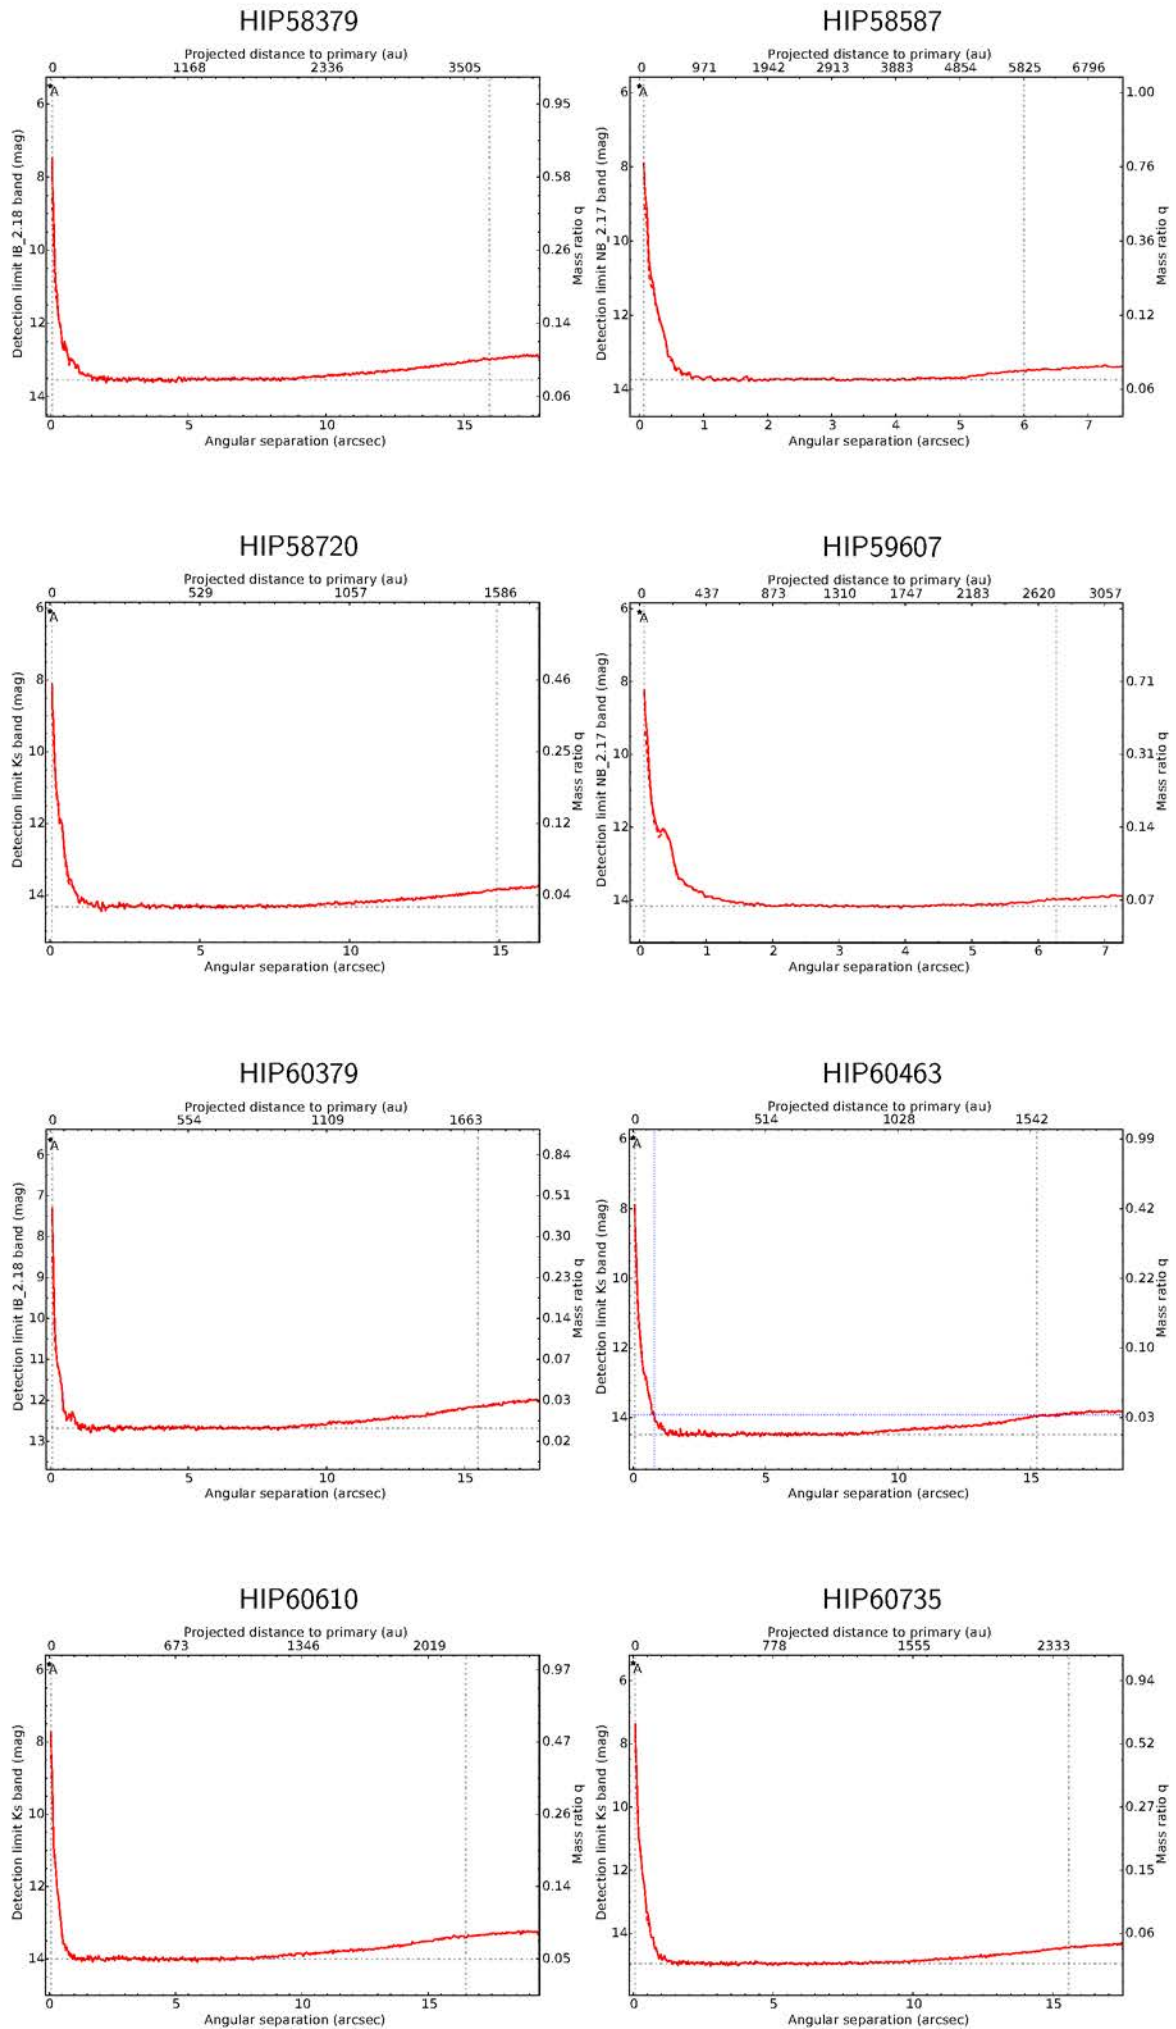 HIP58379
Projected distance to primary (au)
0 1168 2336 3505
*A
6 8 10 12 14
Detection limit IB_2.18 band (mag)
0.95 0.58 0.26 0.14 0.06
Mass ratio q
0 5 10 15
Angular separation (arcsec)
HIP58587
Projected distance to primary (au)
0 971 1942 2913 3883 4854 5825 6796
*A
6 8 10 12 14
Detection limit NB_2.17 band (mag)
1.00 0.76 0.36 0.12 0.06
Mass ratio q
0 1 2 3 4 5 6 7
Angular separation (arcsec)
HIP58720
Projected distance to primary (au)
0 529 1057 1586
*A
6 8 10 12 14
Detection limit Ks band (mag)
0.46 0.25 0.12 0.04
Mass ratio q
0 5 10 15
Angular separation (arcsec)
HIP59607
Projected distance to primary (au)
0 437 873 1310 1747 2183 2620 3057
*A
6 8 10 12 14
Detection limit NB_2.17 band (mag)
0.71 0.31 0.14 0.07
Mass ratio q
0 1 2 3 4 5 6 7
Angular separation (arcsec)
HIP60379
Projected distance to primary (au)
0 554 1109 1663
*A
6 7 8 9 10 11 12 13
Detection limit IB_2.18 band (mag)
0.84 0.51 0.30 0.23 0.14 0.07 0.03 0.02
Mass ratio q
0 5 10 15
Angular separation (arcsec)
HIP60463
Projected distance to primary (au)
0 514 1028 1542
*A
6 8 10 12 14
Detection limit Ks band (mag)
0.99 0.42 0.22 0.10 0.03
Mass ratio q
0 5 10 15
Angular separation (arcsec)
HIP60610
Projected distance to primary (au)
0 673 1346 2019
*A
6 8 10 12 14
Detection limit Ks band (mag)
0.97 0.47 0.26 0.14 0.05
Mass ratio q
0 5 10 15
Angular separation (arcsec)
HIP60735
Projected distance to primary (au)
0 778 1555 2333
*A
6 8 10 12 14
Detection limit Ks band (mag)
0.94 0.52 0.27 0.15 0.06
Mass ratio q
0 5 10 15
Angular separation (arcsec)